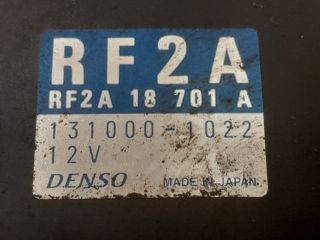 RF2A
RF2A 18 701 A
131000-1022
12V
DENSO MADE IN JAPAN